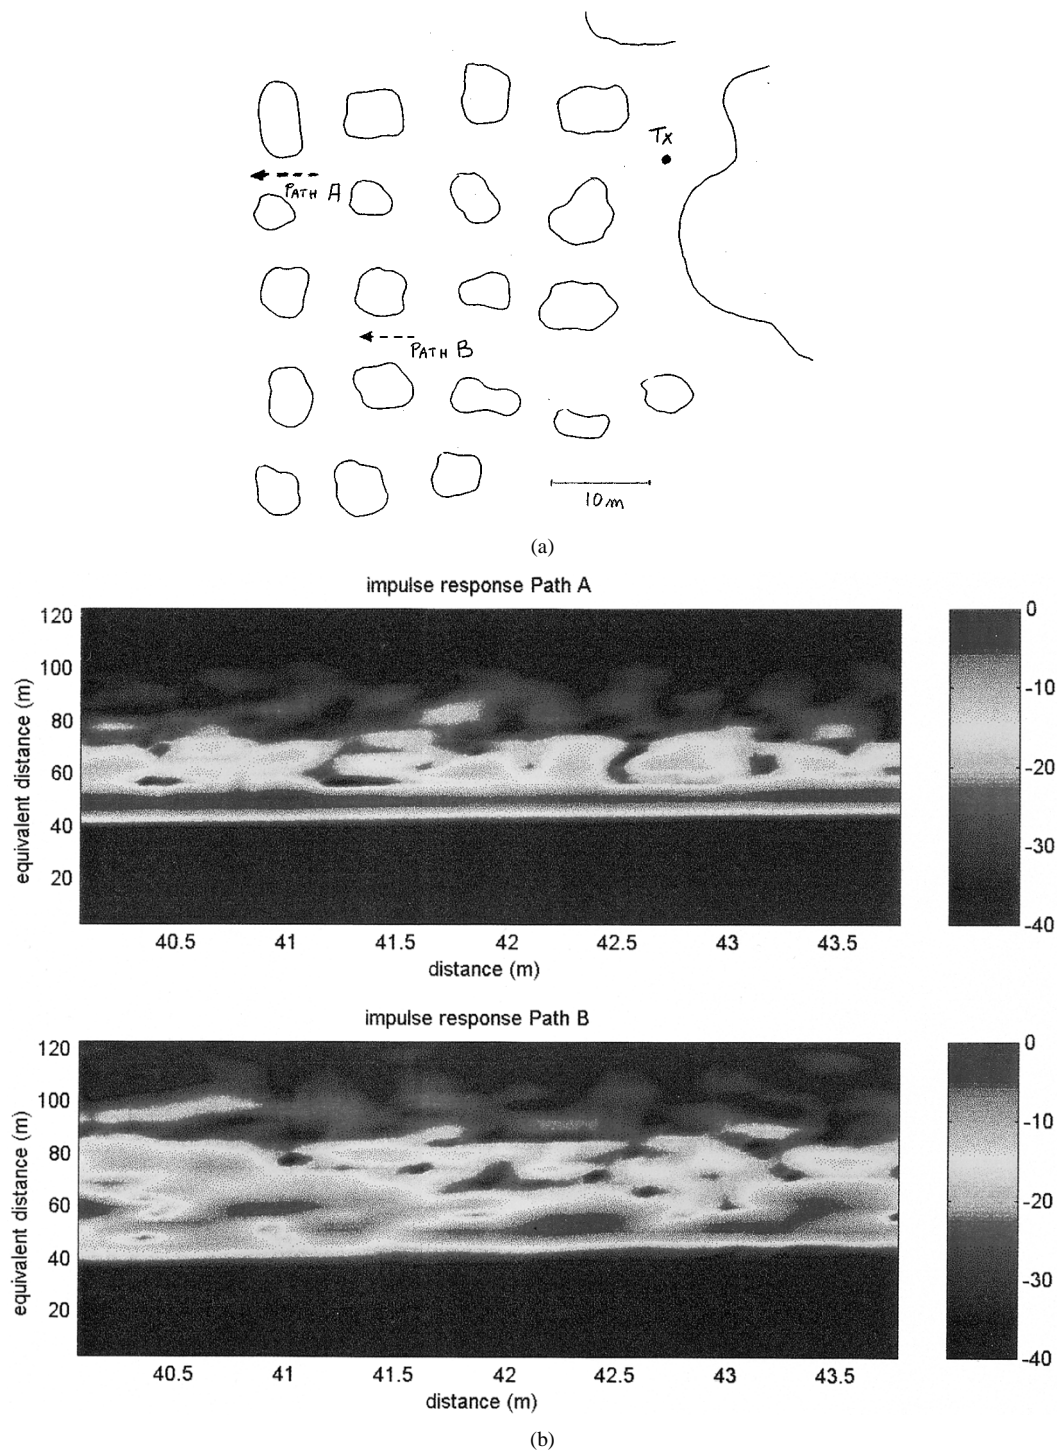 Tx
PATH A
PATH B
10m
(a)
impulse response Path A
120
100
80
60
40
20
equivalent distance (m)
40.5 41 41.5 42 42.5 43 43.5
distance (m)
0
-10
-20
-30
-40
impulse response Path B
120
100
80
60
40
20
equivalent distance (m)
40.5 41 41.5 42 42.5 43 43.5
distance (m)
0
-10
-20
-30
-40
(b)